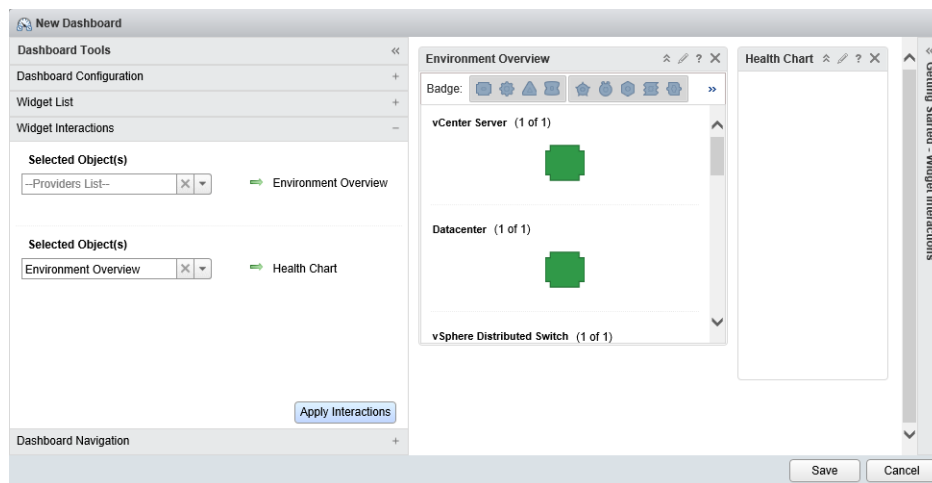 New Dashboard
Dashboard Tools «
Dashboard Configuration +
Widget List +
Widget Interactions –
Selected Object(s)
--Providers List-- Environment Overview
Selected Object(s)
Environment Overview Health Chart
Apply Interactions
Dashboard Navigation +
Environment Overview ?
Badge: »
vCenter Server (1 of 1)
Datacenter (1 of 1)
vSphere Distributed Switch (1 of 1)
Health Chart ?
«
Getting Started - Widget Interactions
Save
Cancel